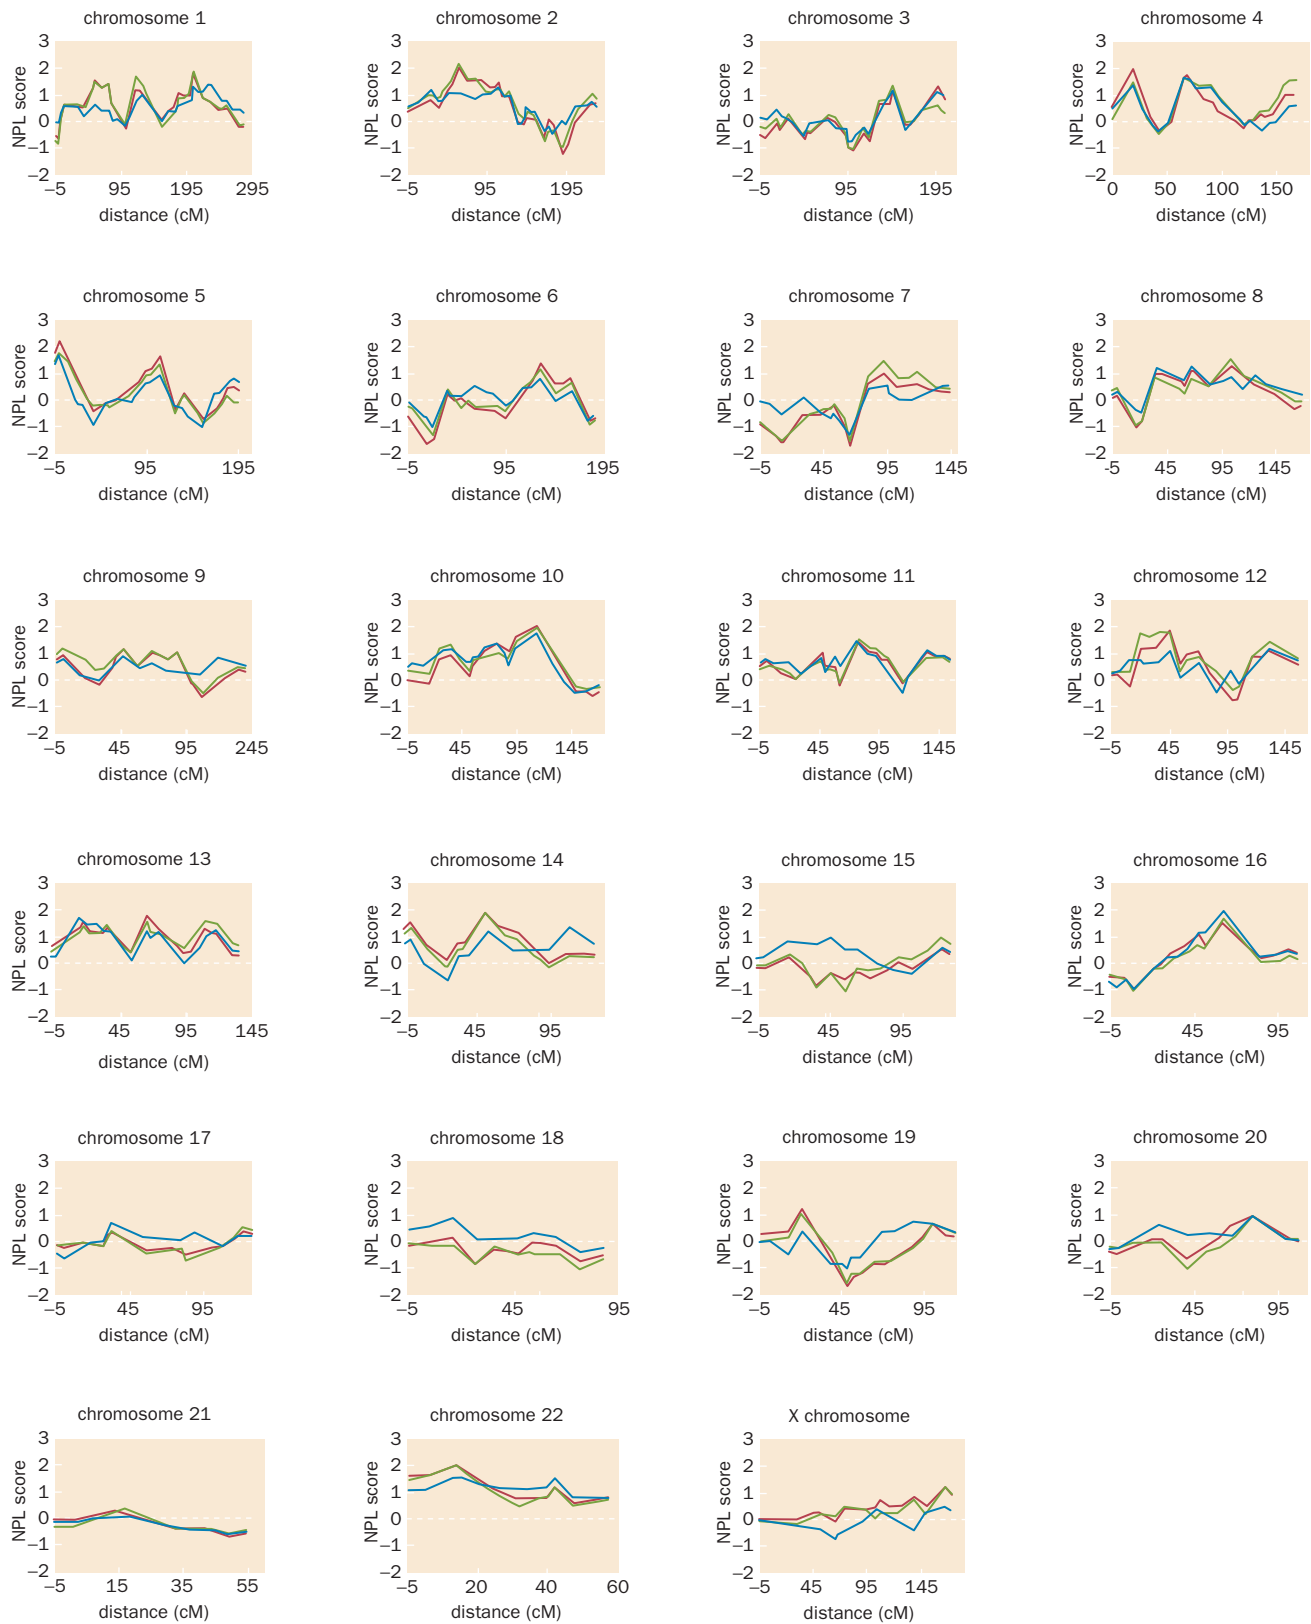 chromosome 1
3
2
1
0
−1
−2
NPL score
−5 95 195 295
distance (cM)
chromosome 2
3
2
1
0
−1
−2
NPL score
−5 95 195
distance (cM)
chromosome 3
3
2
1
0
−1
−2
NPL score
−5 95 195
distance (cM)
chromosome 4
3
2
1
0
−1
−2
NPL score
0 50 100 150
distance (cM)
chromosome 5
3
2
1
0
−1
−2
NPL score
−5 95 195
distance (cM)
chromosome 6
3
2
1
0
−1
−2
NPL score
−5 95 195
distance (cM)
chromosome 7
3
2
1
0
−1
−2
NPL score
−5 45 95 145
distance (cM)
chromosome 8
3
2
1
0
−1
−2
NPL score
-5 45 95 145
distance (cM)
chromosome 9
3
2
1
0
−1
−2
NPL score
−5 45 95 245
distance (cM)
chromosome 10
3
2
1
0
−1
−2
NPL score
−5 45 95 145
distance (cM)
chromosome 11
3
2
1
0
−1
−2
NPL score
−5 45 95 145
distance (cM)
chromosome 12
3
2
1
0
−1
−2
NPL score
−5 45 95 145
distance (cM)
chromosome 13
3
2
1
0
−1
−2
NPL score
−5 45 95 145
distance (cM)
chromosome 14
3
2
1
0
−1
−2
NPL score
−5 45 95
distance (cM)
chromosome 15
3
2
1
0
−1
−2
NPL score
−5 45 95
distance (cM)
chromosome 16
3
2
1
0
−1
−2
NPL score
−5 45 95
distance (cM)
chromosome 17
3
2
1
0
−1
−2
NPL score
−5 45 95
distance (cM)
chromosome 18
3
2
1
0
−1
−2
NPL score
−5 45 95
distance (cM)
chromosome 19
3
2
1
0
−1
−2
NPL score
−5 45 95
distance (cM)
chromosome 20
3
2
1
0
−1
−2
NPL score
−5 45 95
distance (cM)
chromosome 21
3
2
1
0
−1
−2
NPL score
−5 15 35 55
distance (cM)
chromosome 22
3
2
1
0
−1
−2
NPL score
−5 20 40 60
distance (cM)
X chromosome
3
2
1
0
−1
−2
NPL score
−5 45 95 145
distance (cM)